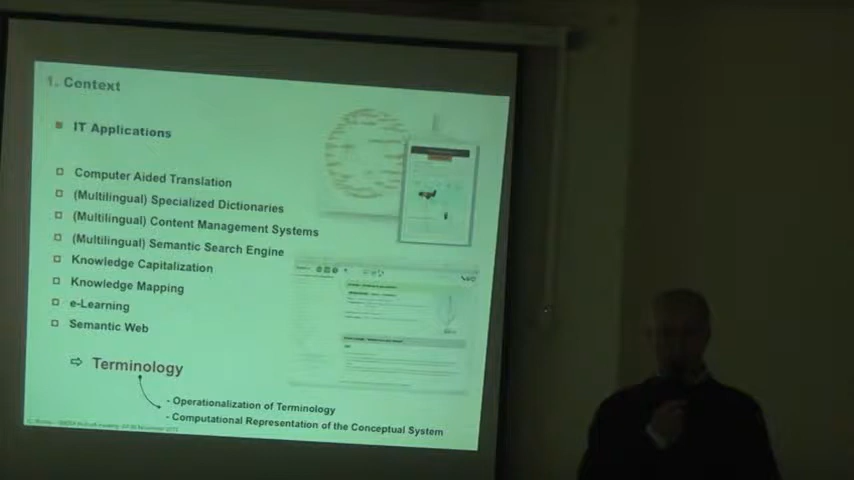 1. Context
IT Applications
Computer Aided Translation
(Multilingual) Specialized Dictionaries
(Multilingual) Content Management Systems
(Multilingual) Semantic Search Engine
Knowledge Capitalization
Knowledge Mapping
e-Learning
Semantic Web
⇨ Terminology
- Operationalization of Terminology
- Computational Representation of the Conceptual System